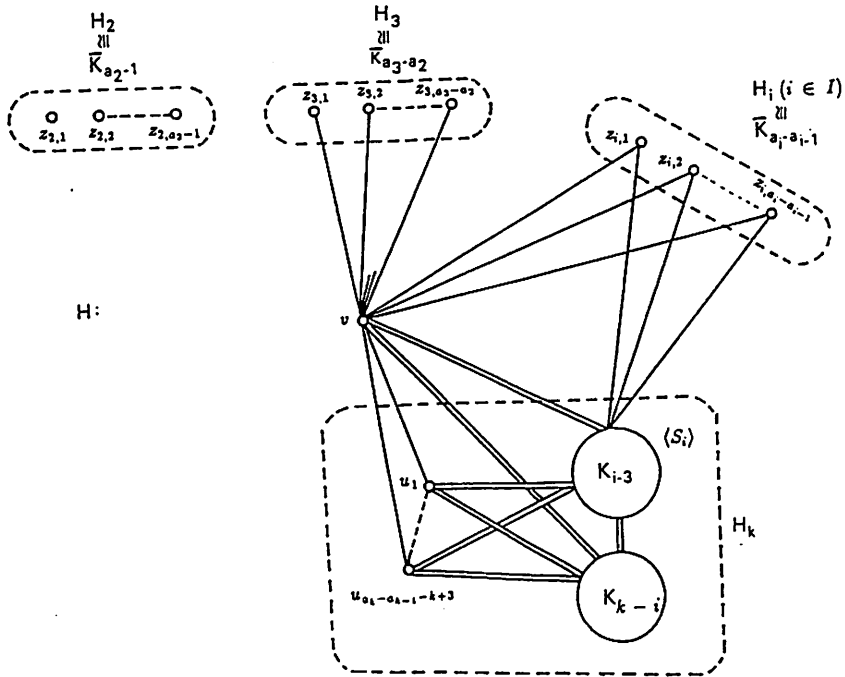 H₂
≅
K̅ₐ₂₋₁
z₂,₁ z₂,₂ z₂,ₐ₂₋₁
H₃
≅
K̅ₐ₃₋ₐ₂
z₃,₁ z₃,₂ z₃,ₐ₃₋ₐ₂
Hᵢ (i ∈ I)
≅
K̅ₐᵢ₋ₐᵢ₋₁
zᵢ,₁ zᵢ,₂ zᵢ,ₐᵢ₋ₐᵢ₋₁
H:
v
⟨Sᵢ⟩
Kᵢ₋₃
u₁
Hₖ
Kₖ ₋ ᵢ
uₐₖ₋ₐₖ₋₁₋ₖ₊₃